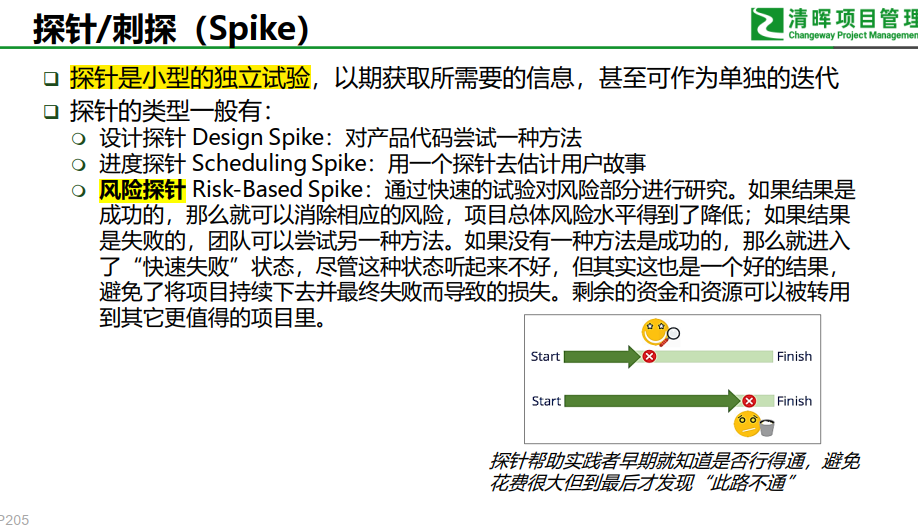 探针/刺探（Spike）
清晖项目管理
Changeway Project Management
探针是小型的独立试验，以期获取所需要的信息，甚至可作为单独的迭代
探针的类型一般有：
设计探针 Design Spike：对产品代码尝试一种方法
进度探针 Scheduling Spike：用一个探针去估计用户故事
风险探针 Risk-Based Spike：通过快速的试验对风险部分进行研究。如果结果是
成功的，那么就可以消除相应的风险，项目总体风险水平得到了降低；如果结果
是失败的，团队可以尝试另一种方法。如果没有一种方法是成功的，那么就进入
了“快速失败”状态，尽管这种状态听起来不好，但其实这也是一个好的结果，
避免了将项目持续下去并最终失败而导致的损失。剩余的资金和资源可以被转用
到其它更值得的项目里。
Start Finish
Start Finish
探针帮助实践者早期就知道是否行得通，避免
花费很大但到最后才发现“此路不通”
P205